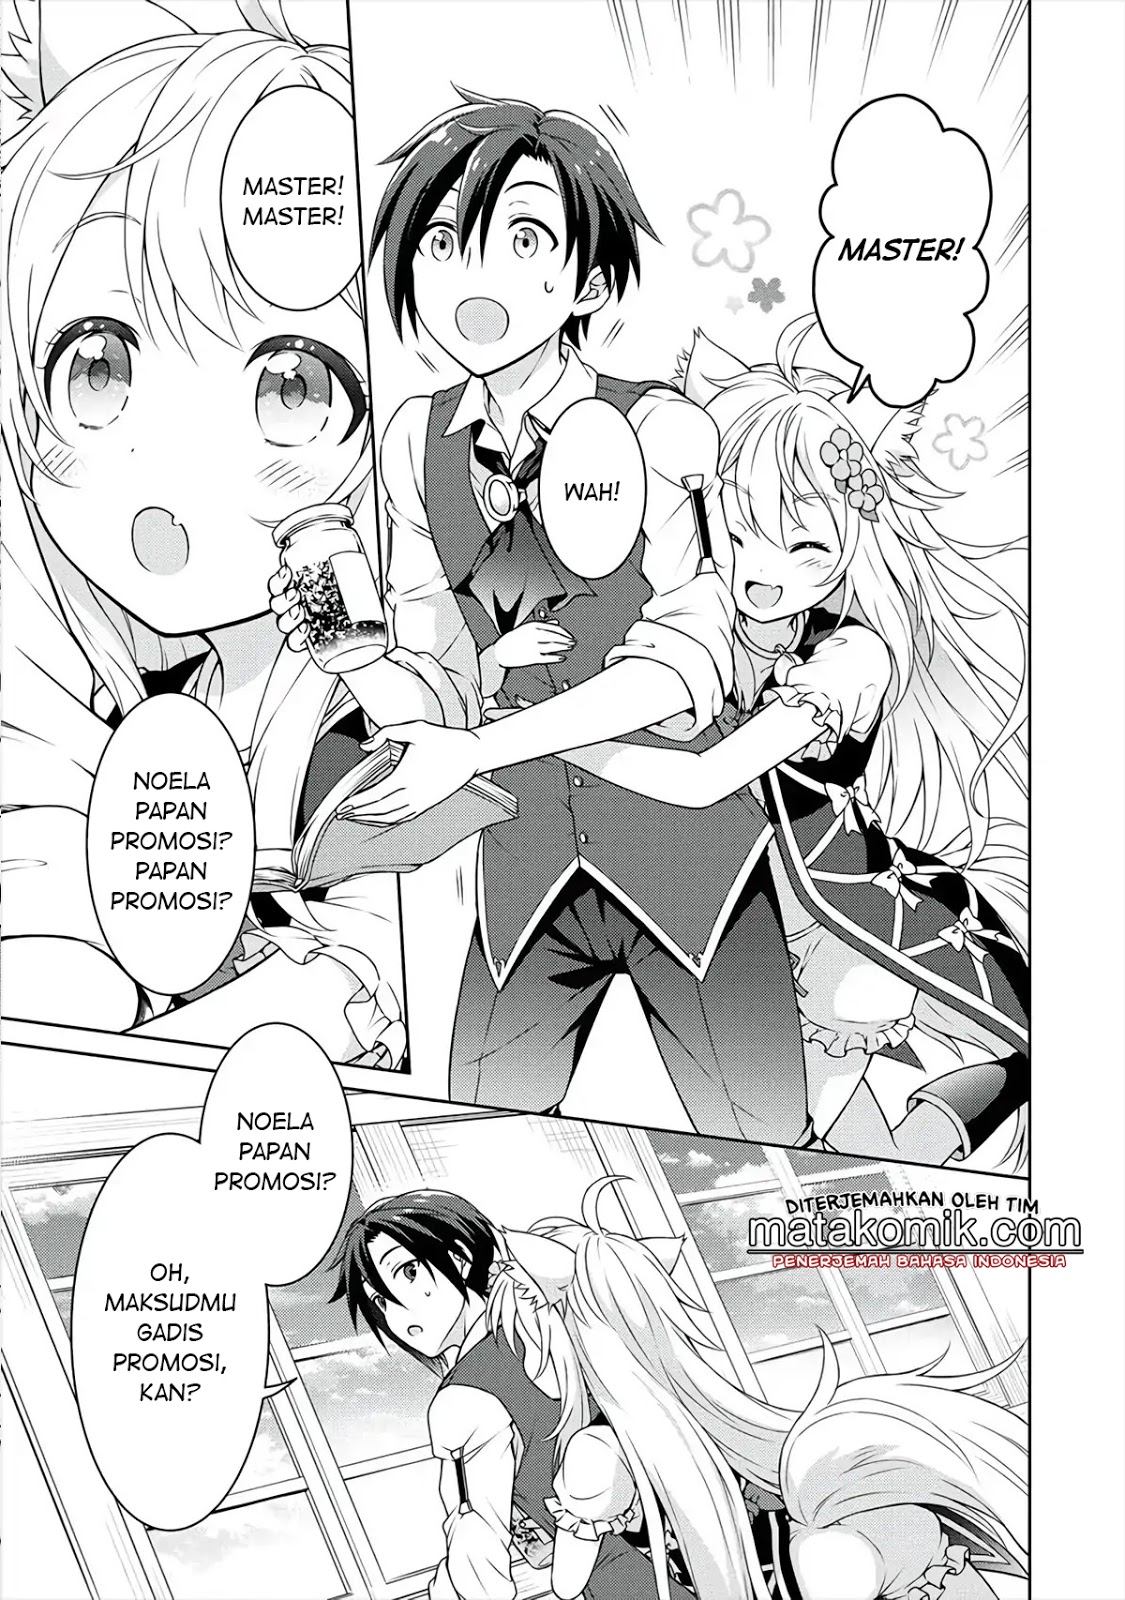 MASTER!
WAH!
MASTER!
MASTER!
NOELA
PAPAN
PROMOSI?
PAPAN
PROMOSI?
NOELA
PAPAN
PROMOSI?
OH,
MAKSUDMU
GADIS
PROMOSI,
KAN?
DITERJEMAHKAN OLEH TIM
matakomik.com
PENERJEMAH BAHASA INDONESIA